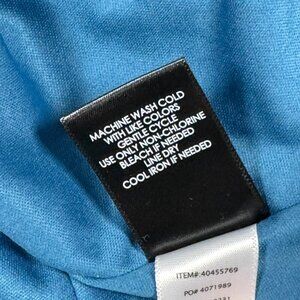 MACHINE WASH COLD
WITH LIKE COLORS
GENTLE CYCLE
USE ONLY NON-CHLORINE
BLEACH IF NEEDED
LINE DRY
COOL IRON IF NEEDED
ITEM#:40455769
PO# 4071989